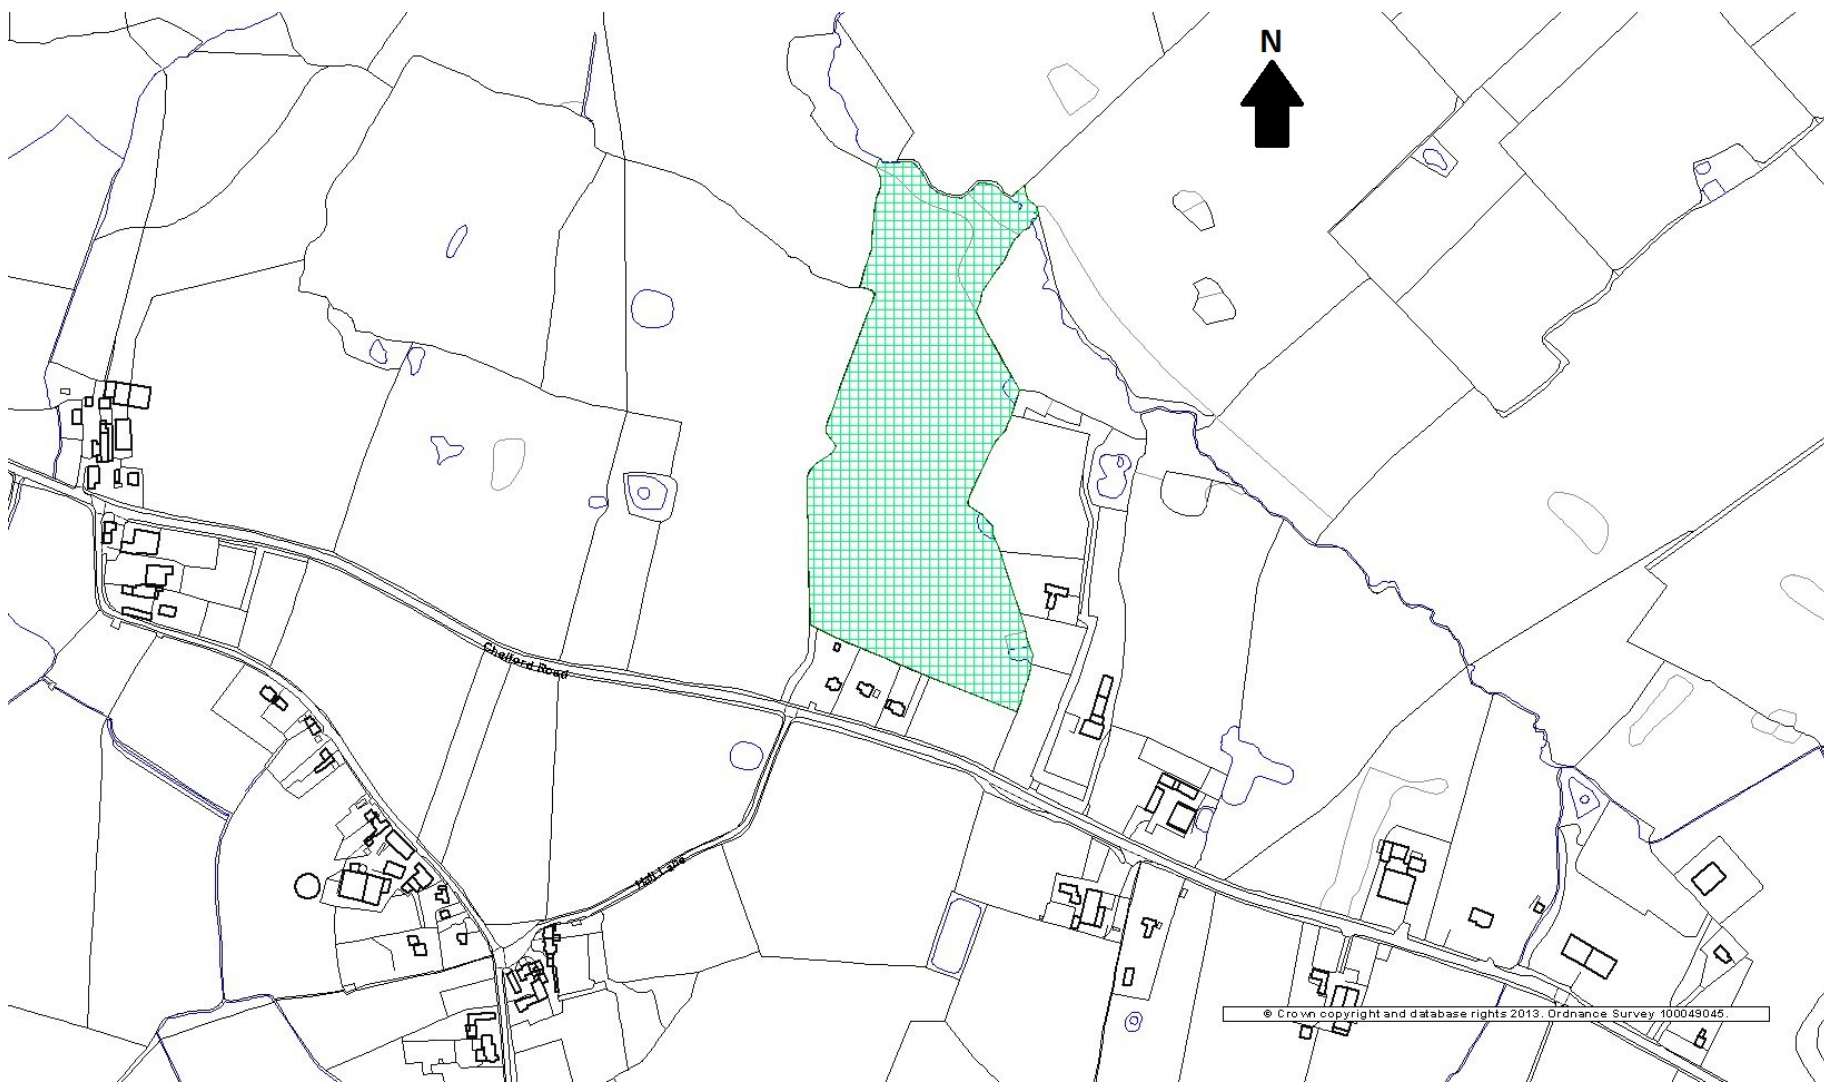 N
Chelford Road
Hall Lane
© Crown copyright and database rights 2013. Ordnance Survey 100049045.